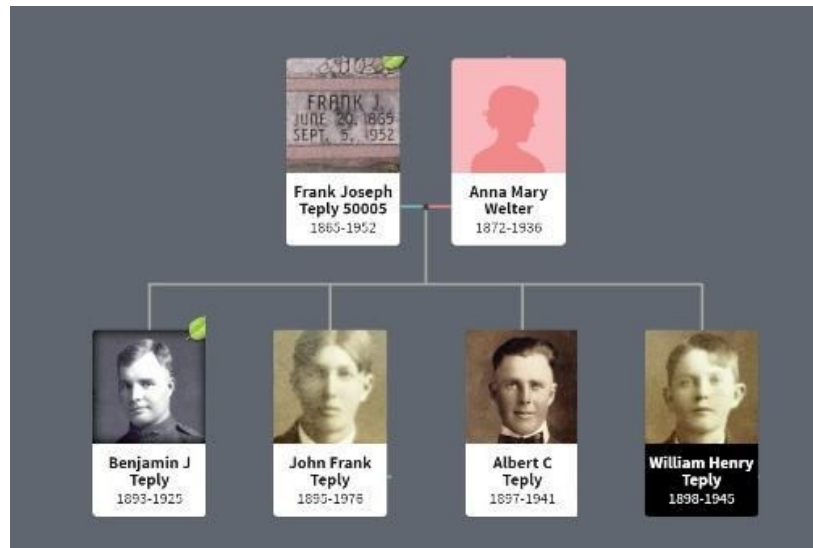 FRANK J.
JUNE 20, 1865
SEPT. 5, 1952
Frank Joseph
Teply 50005
1865-1952
Anna Mary
Welter
1872-1936
Benjamin J
Teply
1893-1925
John Frank
Teply
1895-1976
Albert C
Teply
1897-1941
William Henry
Teply
1898-1945